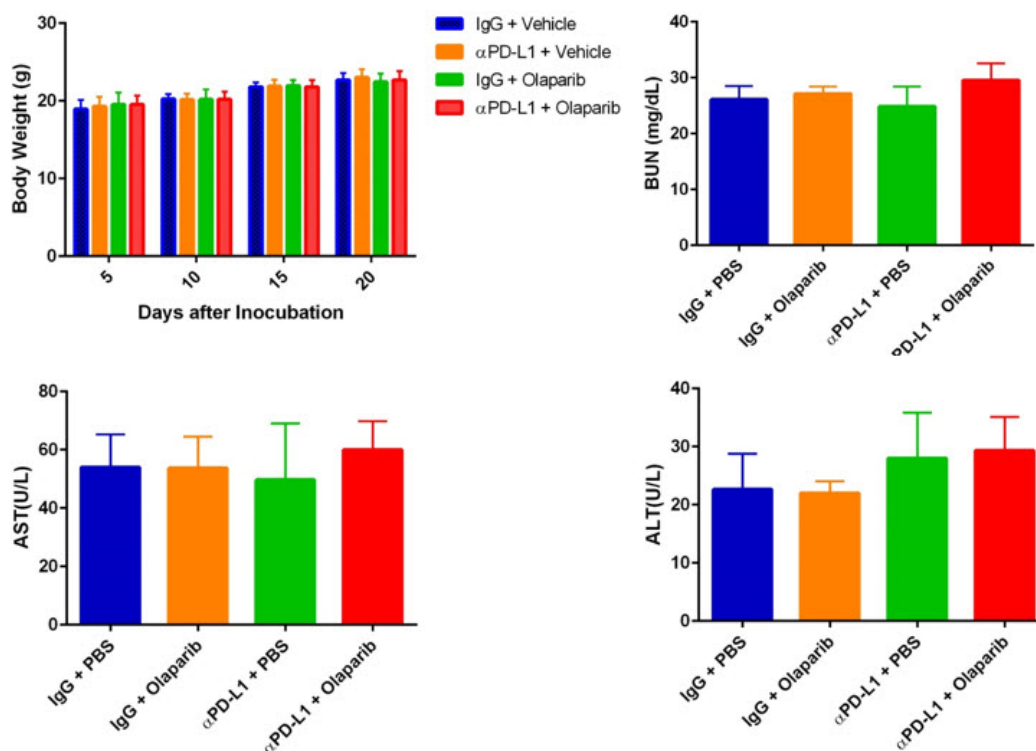 Body Weight (g)
30
20
10
0
5
10
15
20
Days after Inocubation
IgG + Vehicle
αPD-L1 + Vehicle
IgG + Olaparib
αPD-L1 + Olaparib
BUN (mg/dL)
40
30
20
10
0
IgG + PBS
IgG + Olaparib
αPD-L1 + PBS
PD-L1 + Olaparib
AST(U/L)
80
60
40
20
0
IgG + PBS
IgG + Olaparib
αPD-L1 + PBS
αPD-L1 + Olaparib
ALT(U/L)
40
30
20
10
0
IgG + PBS
IgG + Olaparib
αPD-L1 + PBS
αPD-L1 + Olaparib